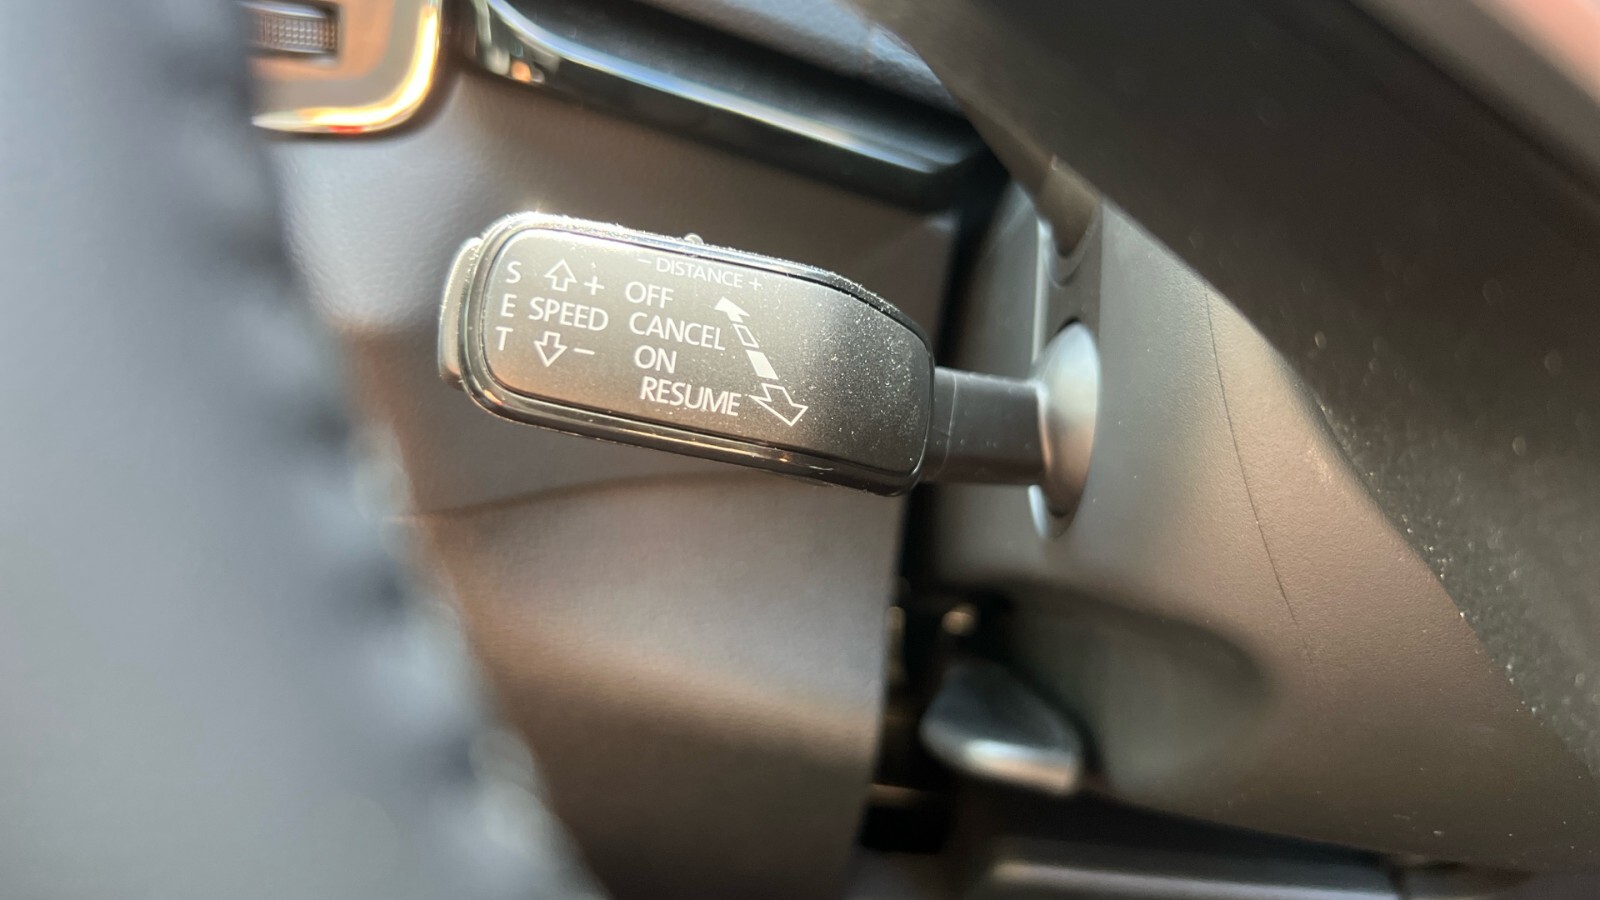 - DISTANCE +
S + OFF
E SPEED CANCEL
T - ON
RESUME